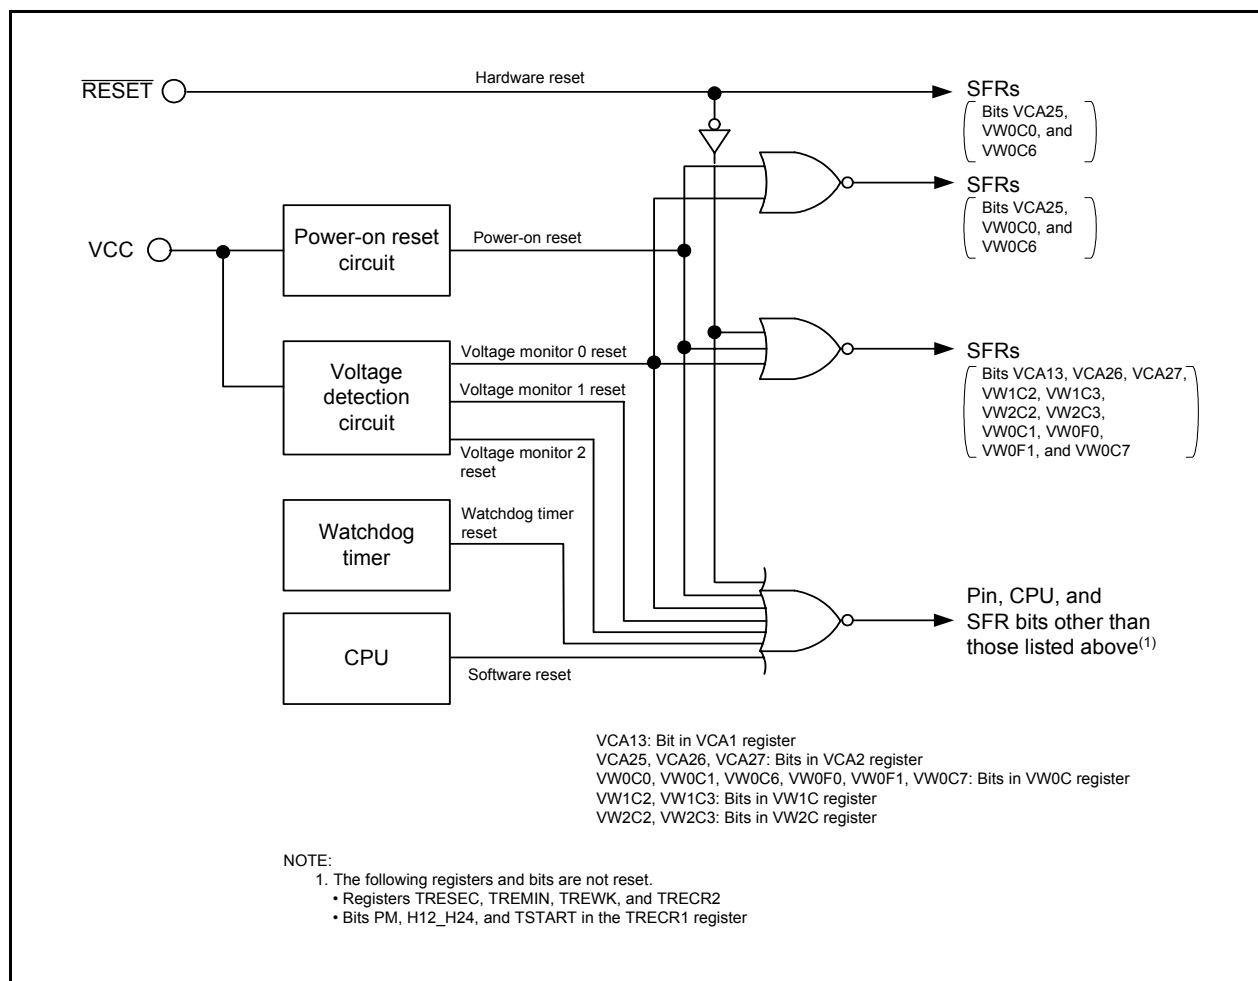 RESET
Hardware reset
SFRs
Bits VCA25,
VW0C0, and
VW0C6
SFRs
Bits VCA25,
VW0C0, and
VW0C6
VCC
Power-on reset
circuit
Power-on reset
Voltage
detection
circuit
Voltage monitor 0 reset
Voltage monitor 1 reset
Voltage monitor 2
reset
SFRs
Bits VCA13, VCA26, VCA27,
VW1C2, VW1C3,
VW2C2, VW2C3,
VW0C1, VW0F0,
VW0F1, and VW0C7
Watchdog
timer
Watchdog timer
reset
CPU
Software reset
Pin, CPU, and
SFR bits other than
those listed above(1)
VCA13: Bit in VCA1 register
VCA25, VCA26, VCA27: Bits in VCA2 register
VW0C0, VW0C1, VW0C6, VW0F0, VW0F1, VW0C7: Bits in VW0C register
VW1C2, VW1C3: Bits in VW1C register
VW2C2, VW2C3: Bits in VW2C register
NOTE:
1. The following registers and bits are not reset.
• Registers TRESEC, TREMIN, TREWK, and TRECR2
• Bits PM, H12_H24, and TSTART in the TRECR1 register